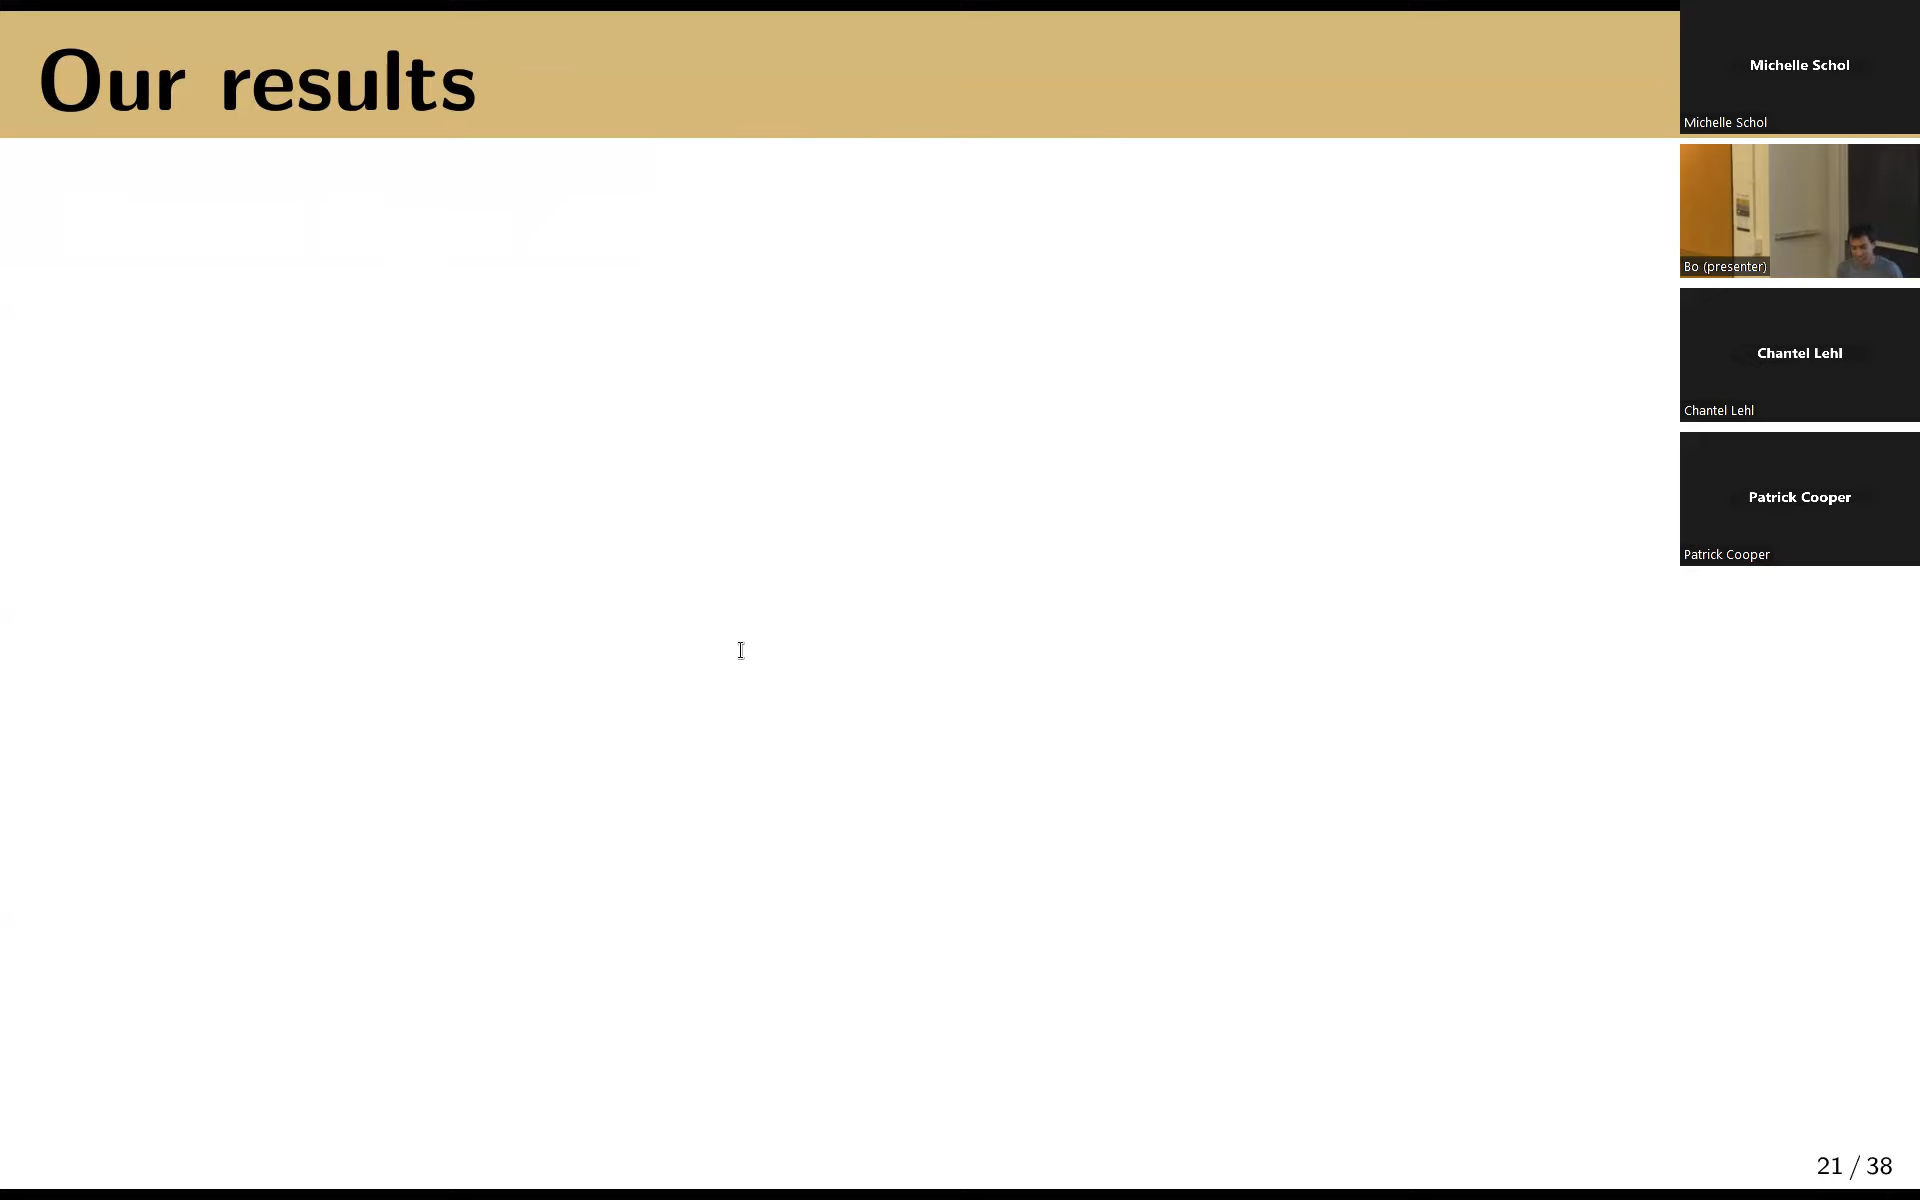 Our results
Michelle Schol
Michelle Schol
Bo (presenter)
Chantel Lehl
Chantel Lehl
Patrick Cooper
Patrick Cooper
21 / 38